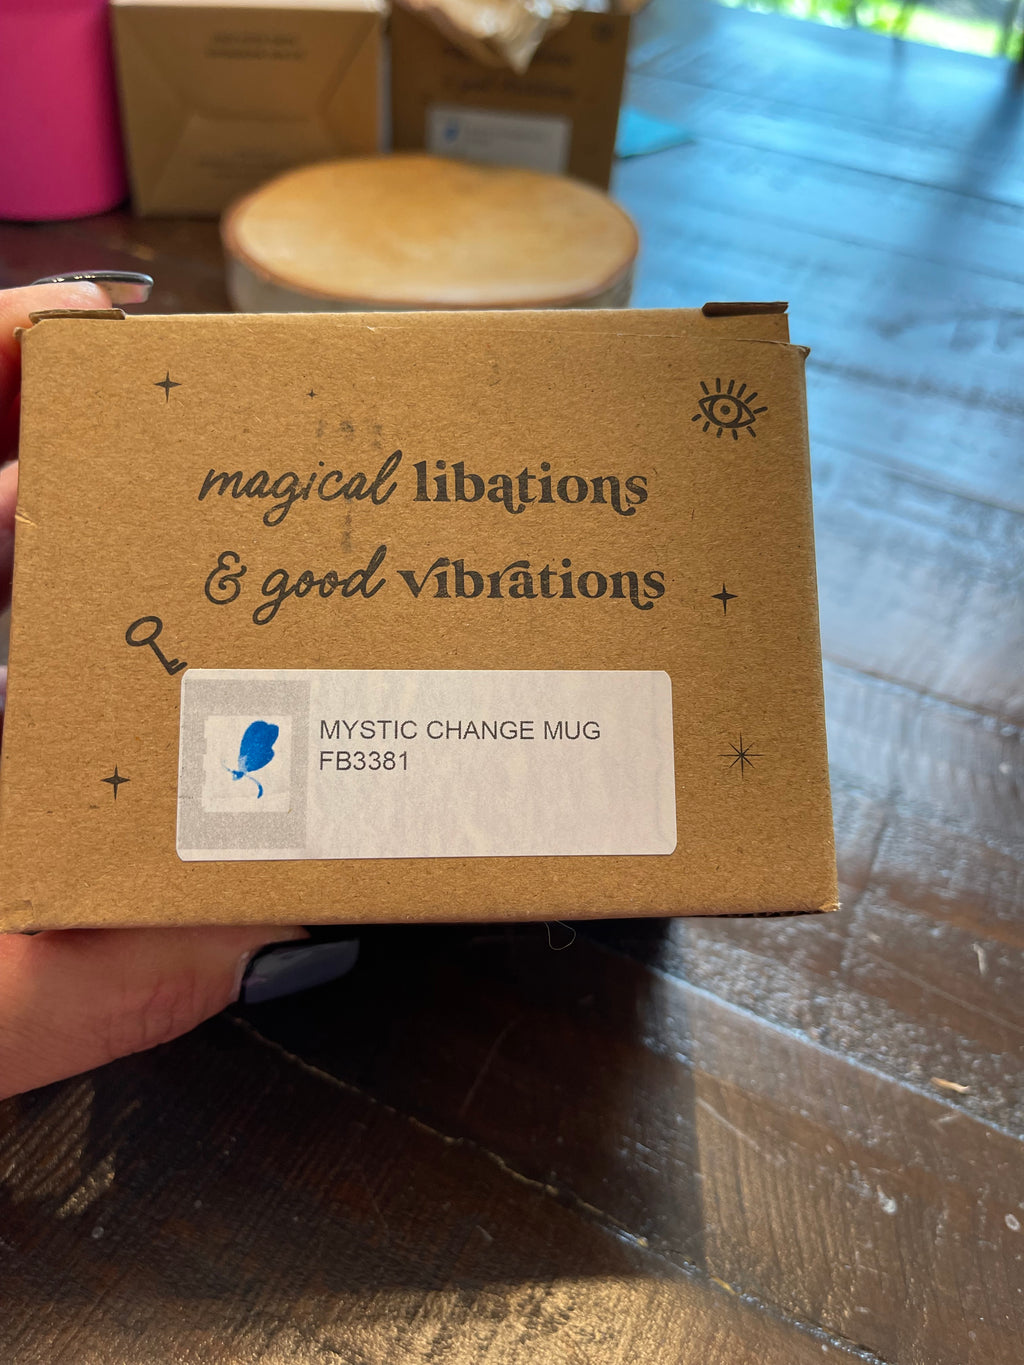 magical libations
& good vibrations
MYSTIC CHANGE MUG
FB3381